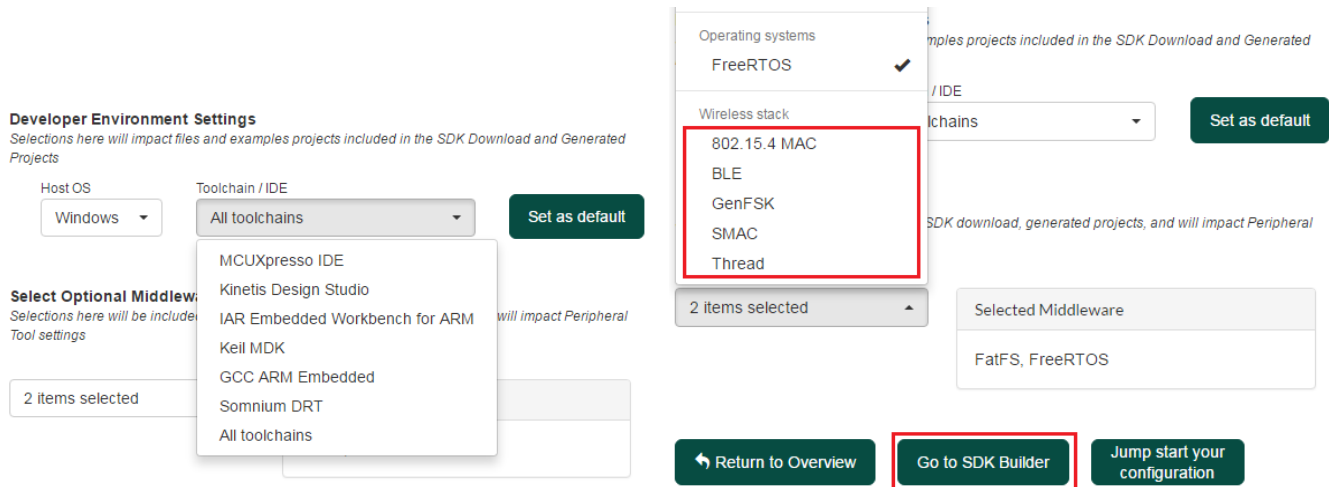 Developer Environment Settings
Selections here will impact files and examples projects included in the SDK Download and Generated
Projects
Host OS
Toolchain / IDE
Windows
All toolchains
Set as default
MCUXpresso IDE
Kinetis Design Studio
IAR Embedded Workbench for ARM
Keil MDK
GCC ARM Embedded
Somnium DRT
All toolchains
Select Optional Middlew
Selections here will be include
will impact Peripheral
Tool settings
2 items selected
Operating systems
FreeRTOS
Wireless stack
802.15.4 MAC
BLE
GenFSK
SMAC
Thread
mples projects included in the SDK Download and Generated
/ IDE
lchains
Set as default
SDK download, generated projects, and will impact Peripheral
2 items selected
Selected Middleware
FatFS, FreeRTOS
Return to Overview
Go to SDK Builder
Jump start your
configuration